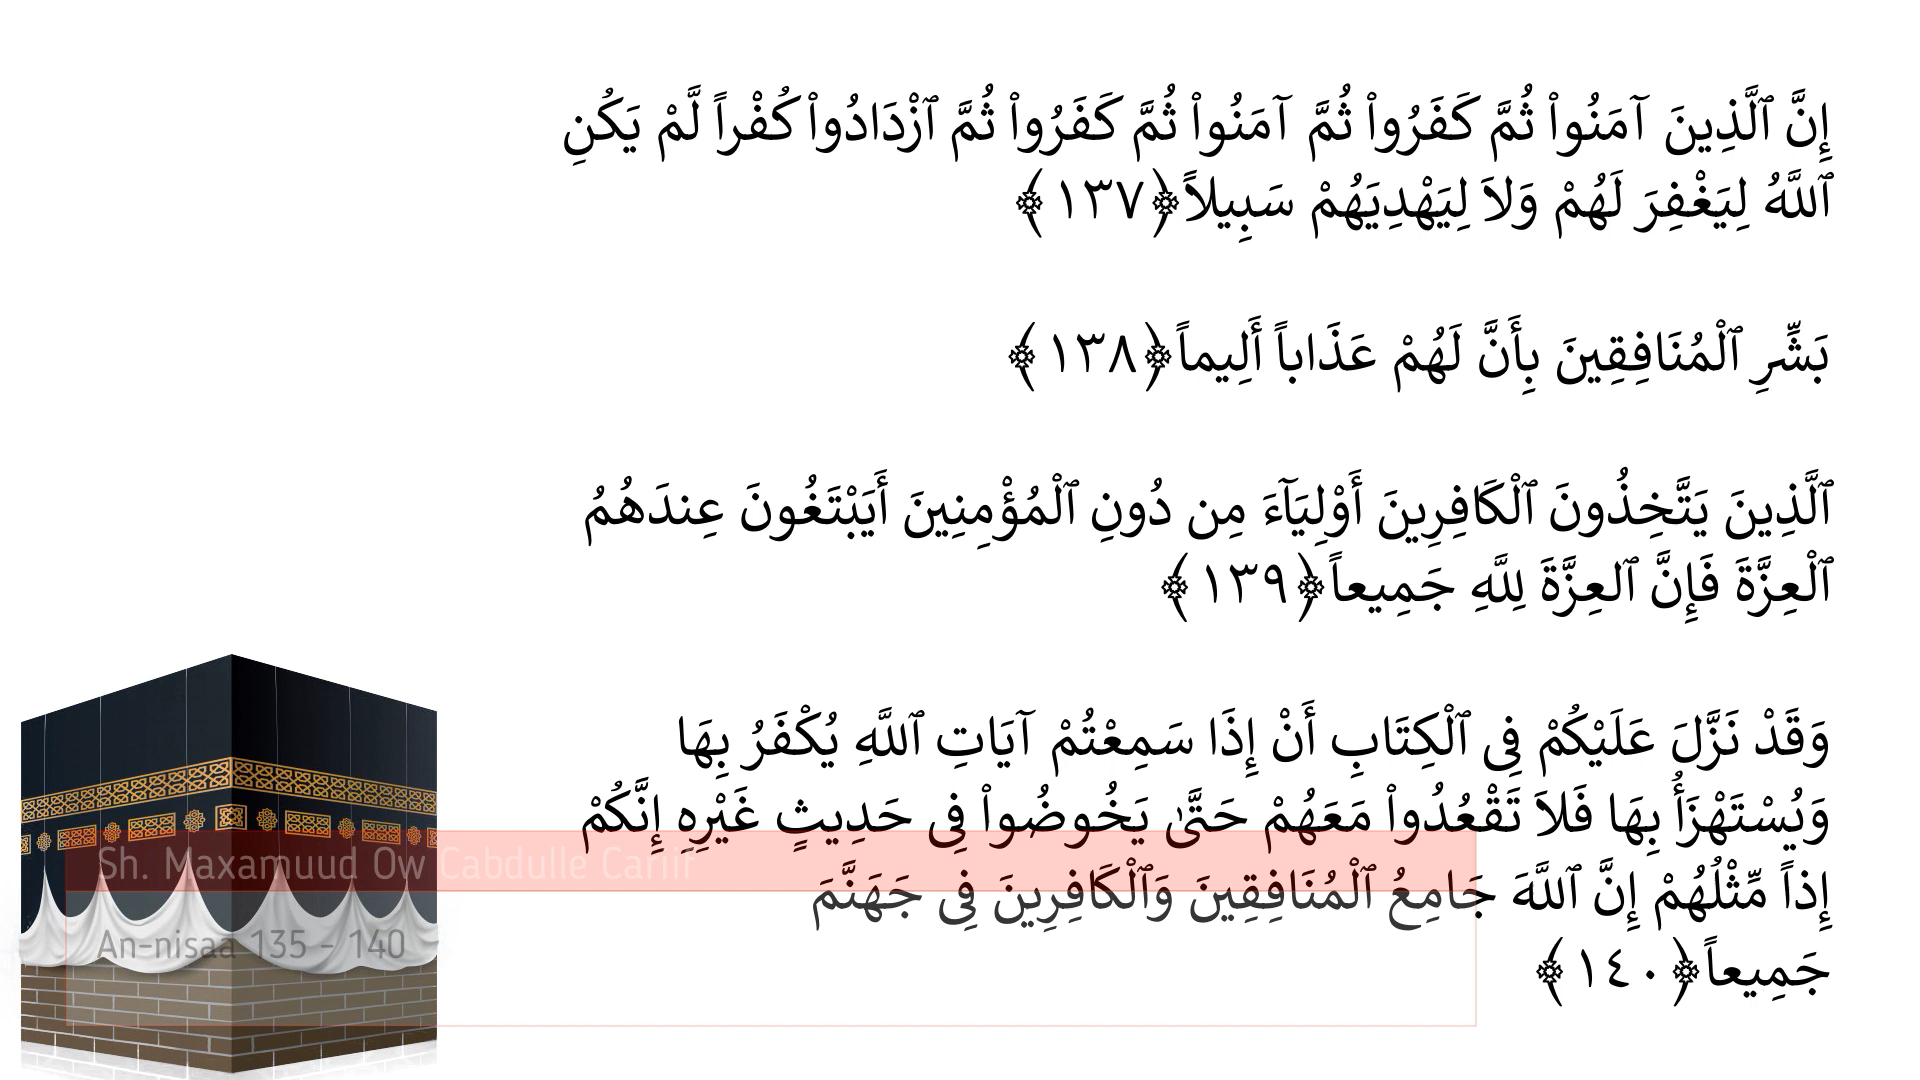 إِنَّ ٱلَّذِينَ آمَنُواْ ثُمَّ كَفَرُواْ ثُمَّ آمَنُواْ ثُمَّ كَفَرُواْ ثُمَّ ٱزْدَادُواْ كُفْراً لَّمْ يَكُنِ
ٱللَّهُ لِيَغْفِرَ لَهُمْ وَلاَ لِيَهْدِيَهُمْ سَبِيلاً﴿١٣٧﴾
بَشِّرِ ٱلْمُنَافِقِينَ بِأَنَّ لَهُمْ عَذَاباً أَلِيماً﴿١٣٨﴾
ٱلَّذِينَ يَتَّخِذُونَ ٱلْكَافِرِينَ أَوْلِيَآءَ مِن دُونِ ٱلْمُؤْمِنِينَ أَيَبْتَغُونَ عِندَهُمُ
ٱلْعِزَّةَ فَإِنَّ ٱلعِزَّةَ لِلَّهِ جَمِيعاً﴿١٣٩﴾
وَقَدْ نَزَّلَ عَلَيْكُمْ فِى ٱلْكِتَابِ أَنْ إِذَا سَمِعْتُمْ آيَاتِ ٱللَّهِ يُكْفَرُ بِهَا
وَيُسْتَهْزَأُ بِهَا فَلاَ تَقْعُدُواْ مَعَهُمْ حَتَّىٰ يَخُوضُواْ فِى حَدِيثٍ غَيْرِهِ إِنَّكُمْ
إِذاً مِّثْلُهُمْ إِنَّ ٱللَّهَ جَامِعُ ٱلْمُنَافِقِينَ وَٱلْكَافِرِينَ فِى جَهَنَّمَ
جَمِيعاً﴿١٤٠﴾
Sh. Maxamuud Ow Cabdulle Cariif
An-nisaa 135 - 140